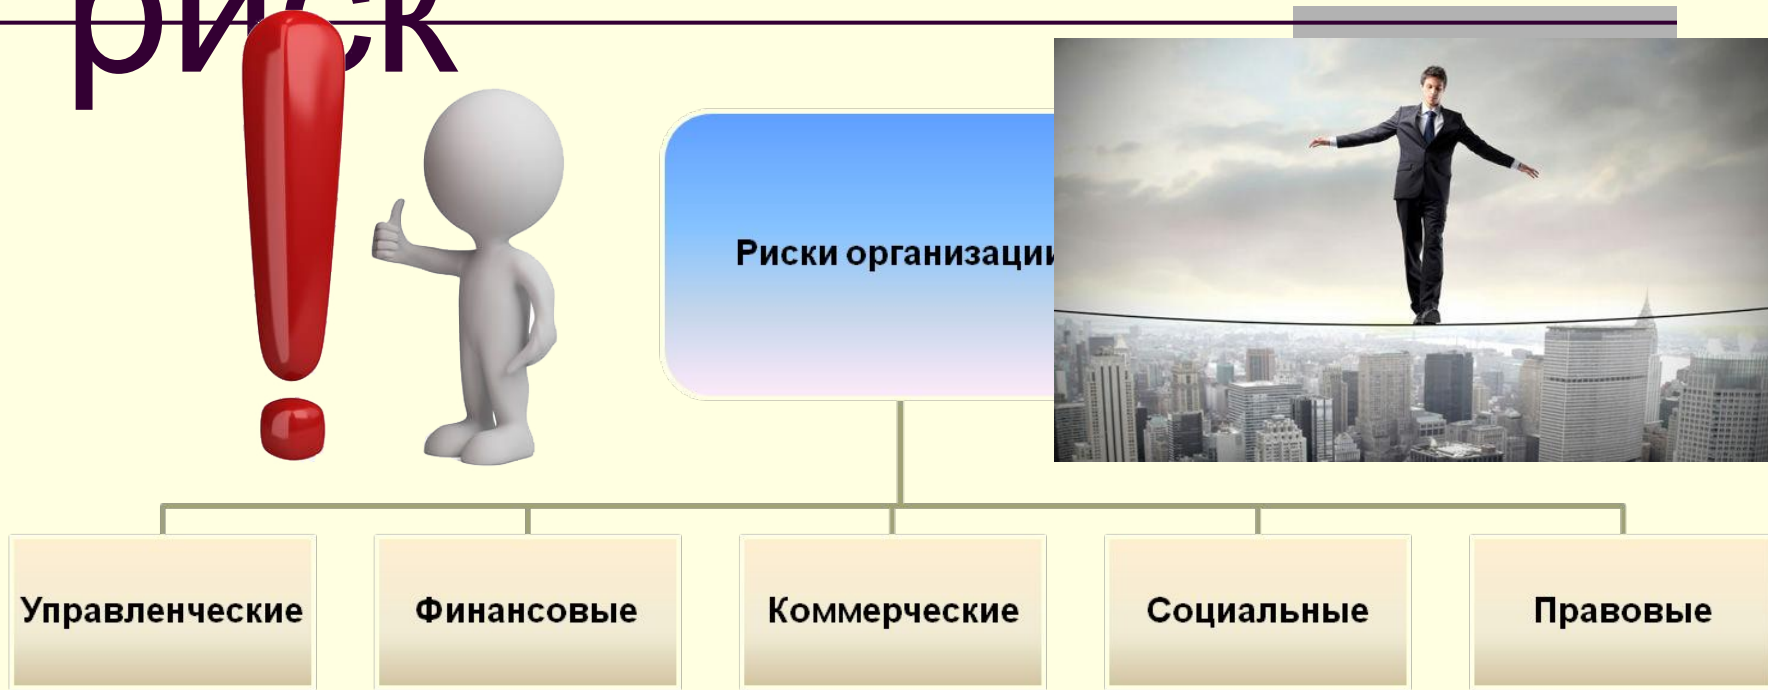 риск
Риски организации
Управленческие
Финансовые
Коммерческие
Социальные
Правовые